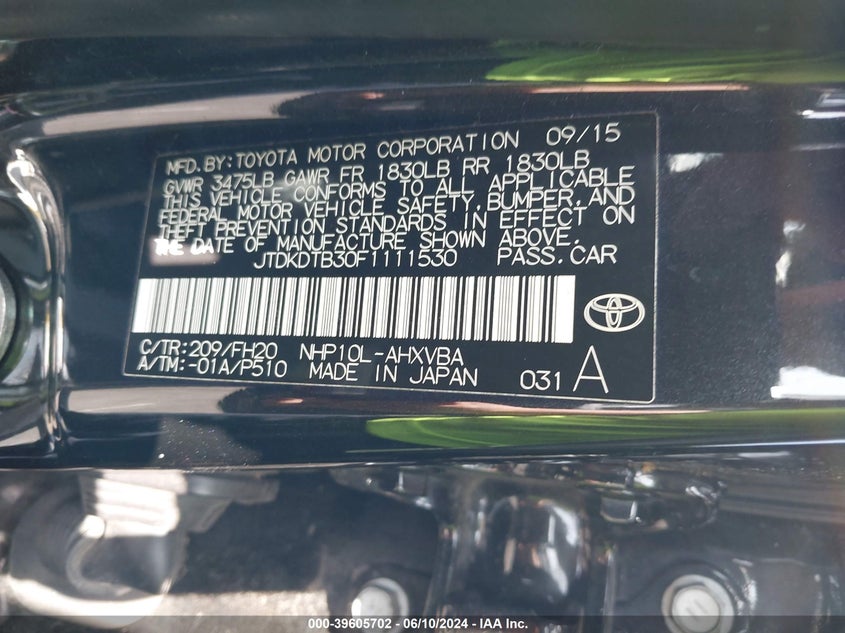 MFD. BY: TOYOTA MOTOR CORPORATION 09/15
GVWR 3475LB GAWR FR 1830LB RR 1830LB
THIS VEHICLE CONFORMS TO ALL APPLICABLE
FEDERAL MOTOR VEHICLE SAFETY, BUMPER, AND
THEFT PREVENTION STANDARDS IN EFFECT ON
THE DATE OF MANUFACTURE SHOWN ABOVE.
JTDKDTB30F1111530 PASS. CAR
C/TR: 209/FH20 NHP10L-AHXVBA
A/TM: -01A/P510 MADE IN JAPAN 031 A
000-39605702 - 06/10/2024 - IAA Inc.